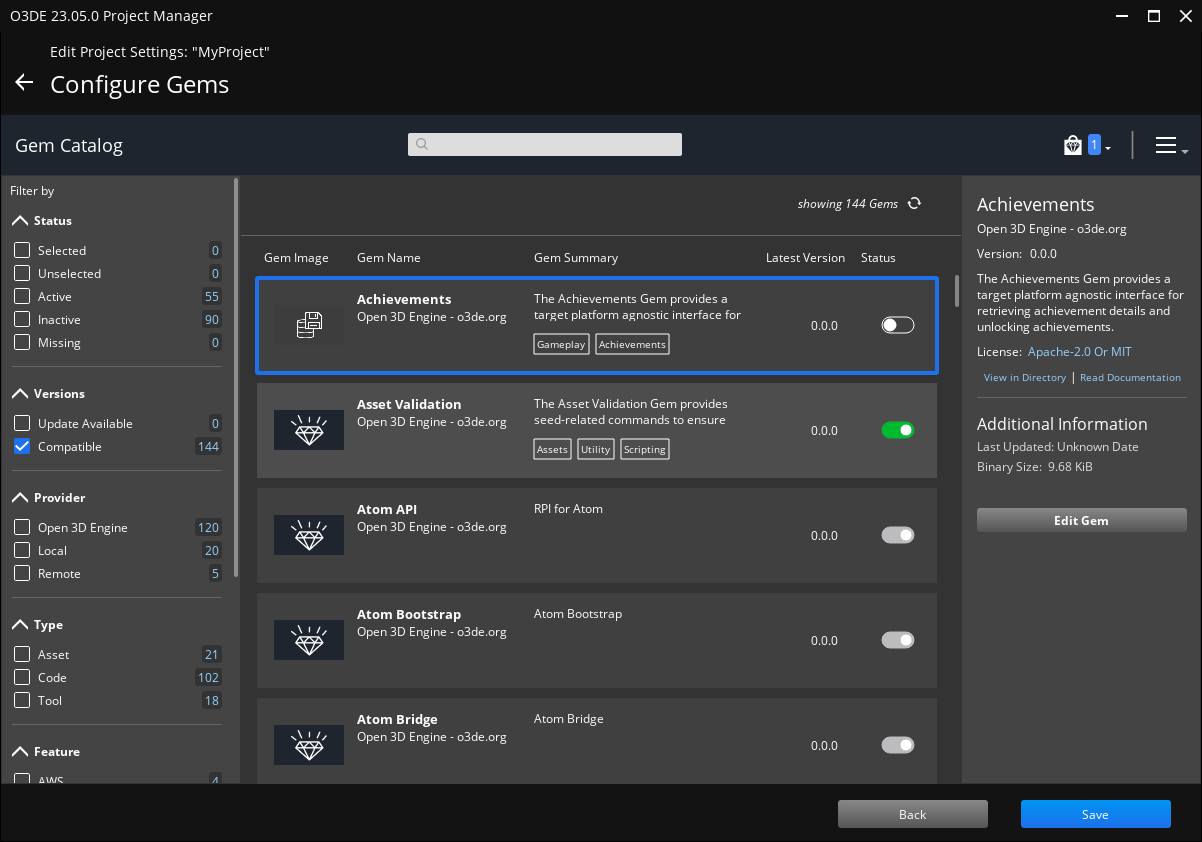 O3DE 23.05.0 Project Manager
Edit Project Settings: "MyProject"
Configure Gems
Gem Catalog
1
Filter by
Status
Selected 0
Unselected 0
Active 55
Inactive 90
Missing 0
Versions
Update Available 0
Compatible 144
Provider
Open 3D Engine 120
Local 20
Remote 5
Type
Asset 21
Code 102
Tool 18
Feature
AWS 4
showing 144 Gems
Gem Image Gem Name Gem Summary Latest Version Status
Achievements
Open 3D Engine - o3de.org
The Achievements Gem provides a
target platform agnostic interface for
Gameplay Achievements
0.0.0
Asset Validation
Open 3D Engine - o3de.org
The Asset Validation Gem provides
seed-related commands to ensure
Assets Utility Scripting
0.0.0
Atom API
Open 3D Engine - o3de.org
RPI for Atom
0.0.0
Atom Bootstrap
Open 3D Engine - o3de.org
Atom Bootstrap
0.0.0
Atom Bridge
Open 3D Engine - o3de.org
Atom Bridge
0.0.0
Achievements
Open 3D Engine - o3de.org
Version: 0.0.0
The Achievements Gem provides a
target platform agnostic interface for
retrieving achievement details and
unlocking achievements.
License: Apache-2.0 Or MIT
View in Directory | Read Documentation
Additional Information
Last Updated: Unknown Date
Binary Size: 9.68 KiB
Edit Gem
Back
Save